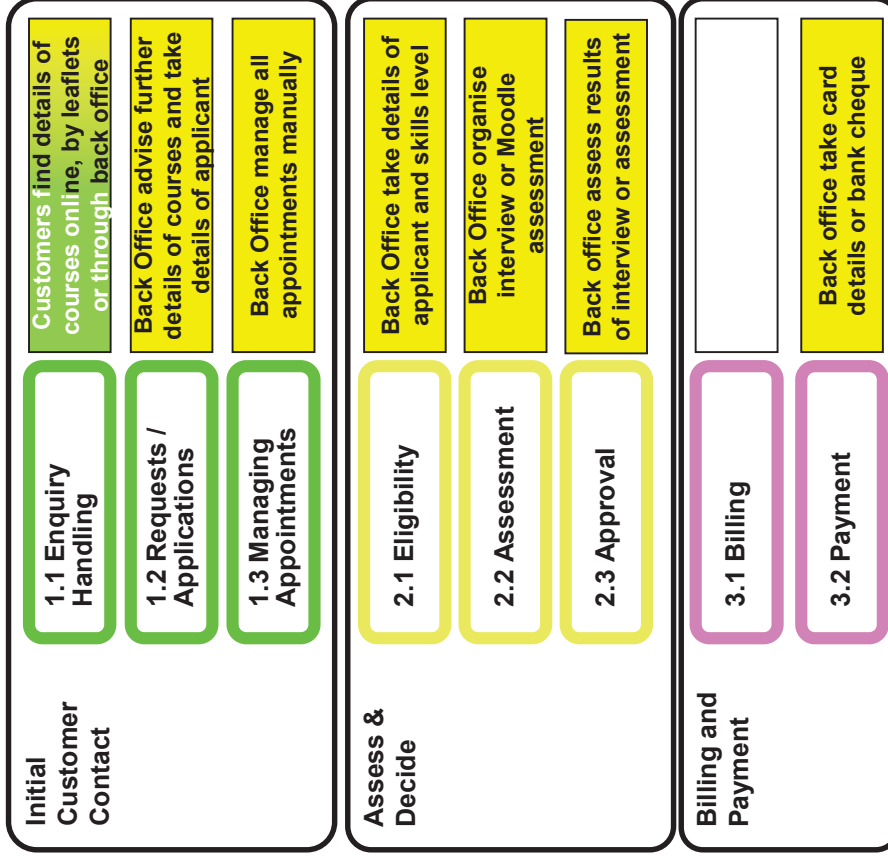 Initial
Customer
Contact
1.1 Enquiry
Handling
Customers find details of
courses online, by leaflets
or through back office
1.2 Requests /
Applications
Back Office advise further
details of courses and take
details of applicant
1.3 Managing
Appointments
Back Office manage all
appointments manually
Assess &
Decide
2.1 Eligibility
Back Office take details of
applicant and skills level
2.2 Assessment
Back Office organise
interview or Moodle
assessment
2.3 Approval
Back office assess results
of interview or assessment
Billing and
Payment
3.1 Billing
3.2 Payment
Back office take card
details or bank cheque